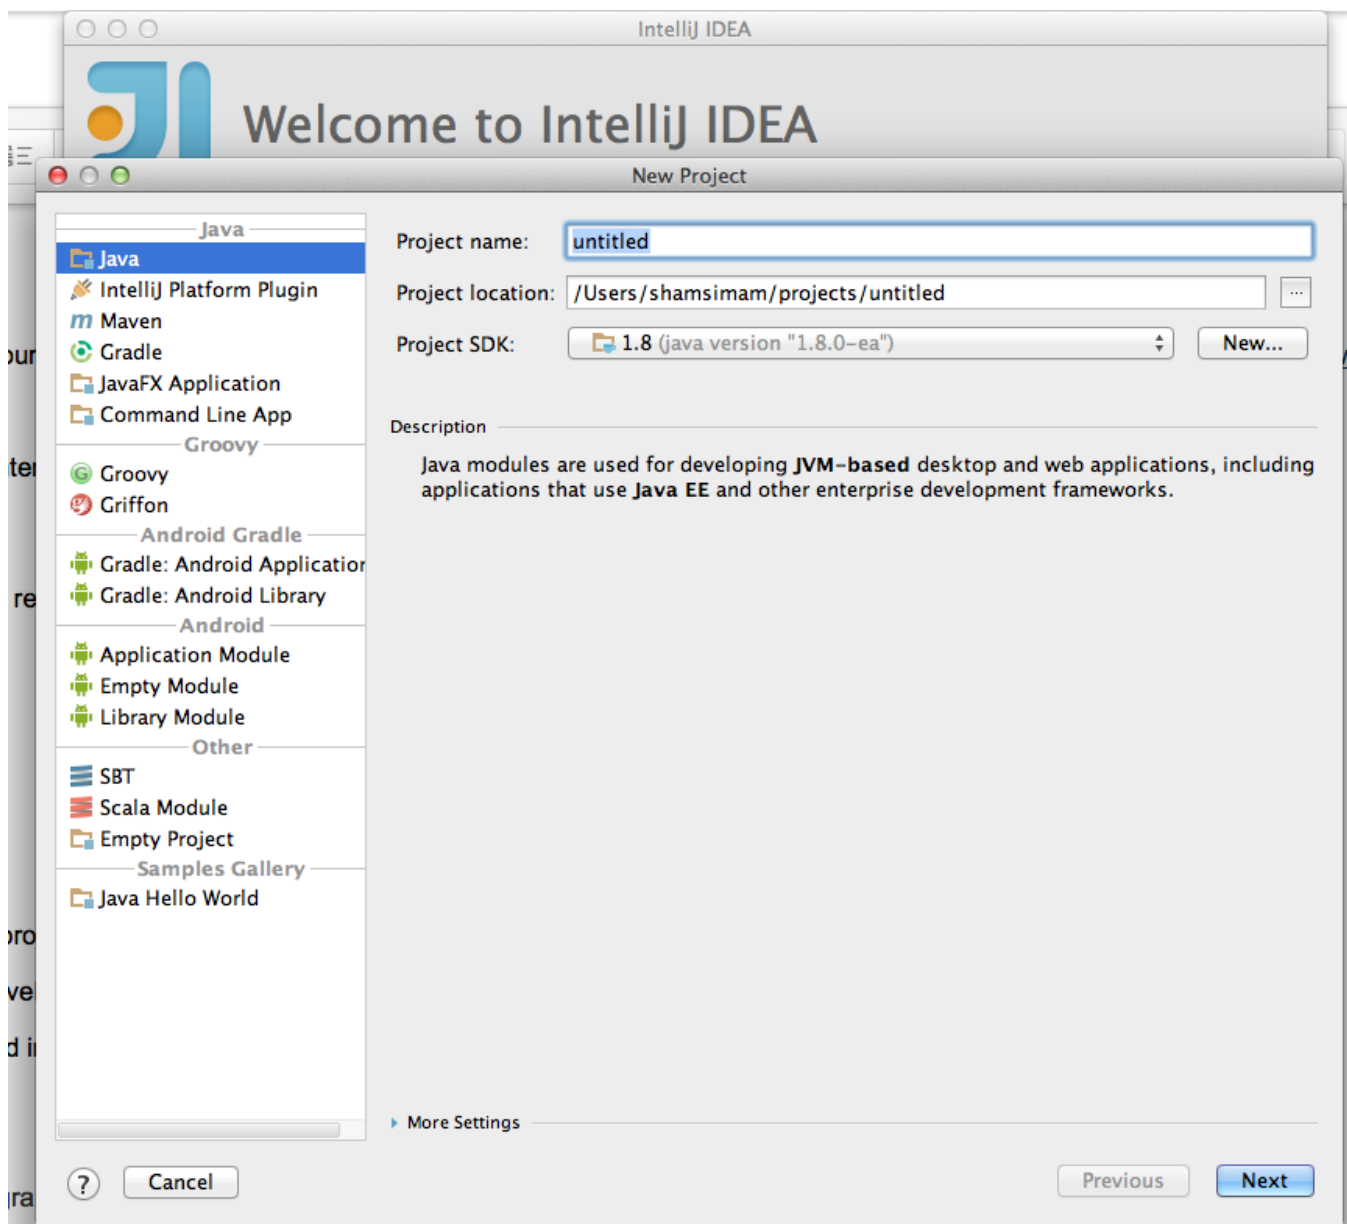 IntelliJ IDEA
Welcome to IntelliJ IDEA
New Project
Java
Java
IntelliJ Platform Plugin
Maven
Gradle
JavaFX Application
Command Line App
Groovy
Groovy
Griffon
Android Gradle
Gradle: Android Application
Gradle: Android Library
Android
Application Module
Empty Module
Library Module
Other
SBT
Scala Module
Empty Project
Samples Gallery
Java Hello World
Project name: untitled
Project location: /Users/shamsimam/projects/untitled ...
Project SDK: 1.8 (java version "1.8.0-ea") New...
Description
Java modules are used for developing JVM-based desktop and web applications, including
applications that use Java EE and other enterprise development frameworks.
More Settings
? Cancel Previous Next